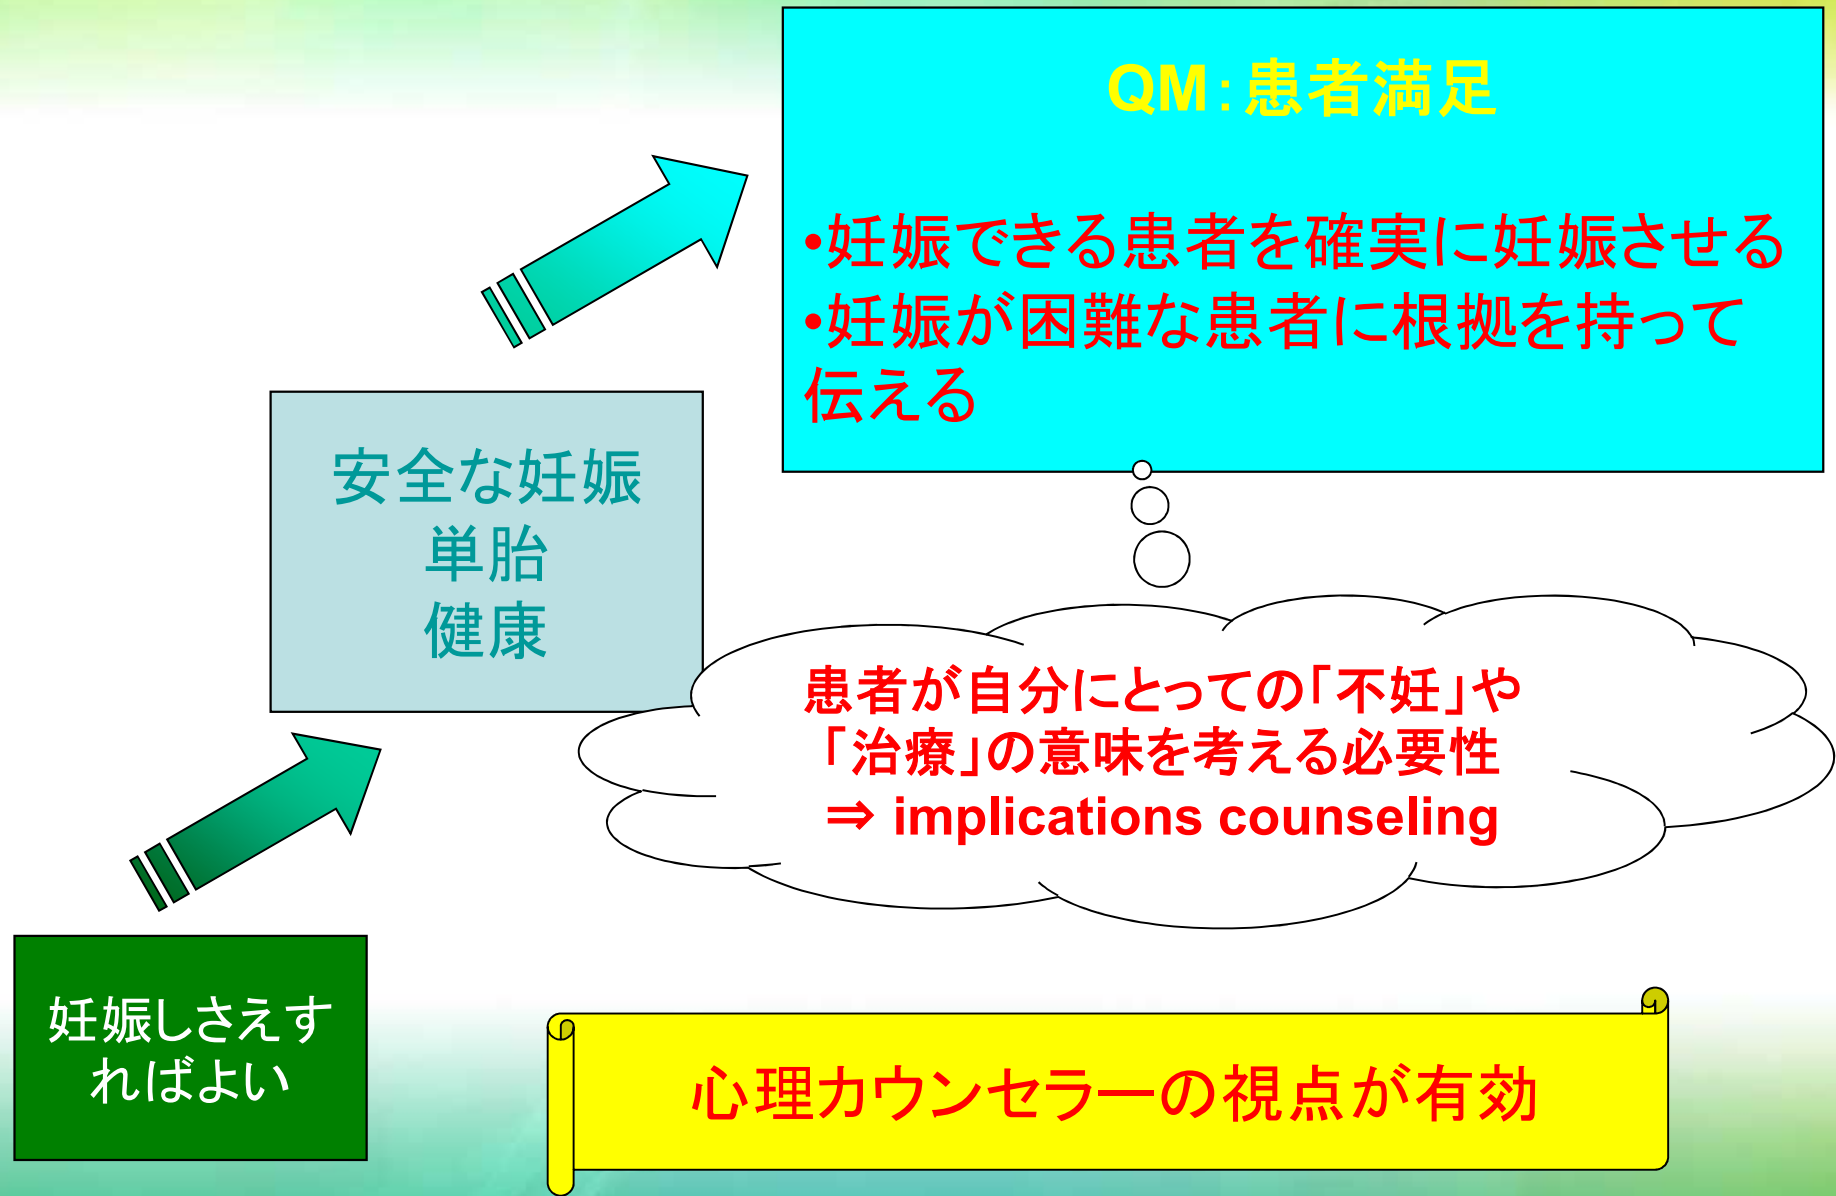 QM：患者満足
•妊娠できる患者を確実に妊娠させる
•妊娠が困難な患者に根拠を持って
伝える
安全な妊娠
単胎
健康
患者が自分にとっての「不妊」や
「治療」の意味を考える必要性
⇒ implications counseling
妊娠しさえす
ればよい
心理カウンセラーの視点が有効